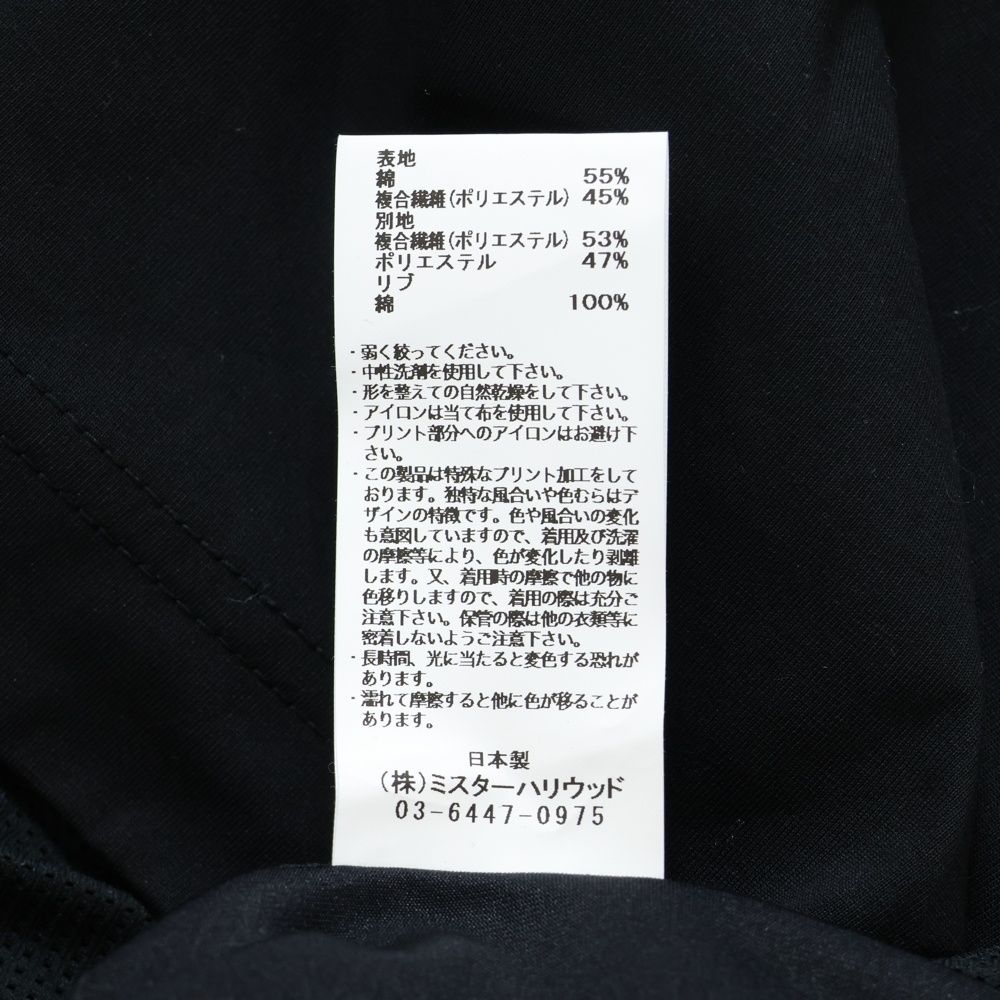 表地
綿 55%
複合繊維(ポリエステル) 45%
別地
複合繊維(ポリエステル) 53%
ポリエステル 47%
リブ
綿 100%
・弱く絞ってください。
・中性洗剤を使用して下さい。
・形を整えての自然乾燥をして下さい。
・アイロンは当て布を使用して下さい。
・プリント部分へのアイロンはお避け下
さい。
・この製品は特殊なプリント加工をして
おります。独特な風合いや色むらはデ
ザインの特徴です。色や風合いの変化
も意図していますので、着用及び洗濯
の摩擦等により、色が変化したり剥離
します。又、着用時の摩擦で他の物に
色移りしますので、着用の際は充分ご
注意下さい。保管の際は他の衣類等に
密着しないようご注意下さい。
・長時間、光に当たると変色する恐れが
あります。
・濡れて摩擦すると他に色が移ることが
あります。
日本製
(株)ミスターハリウッド
03-6447-0975